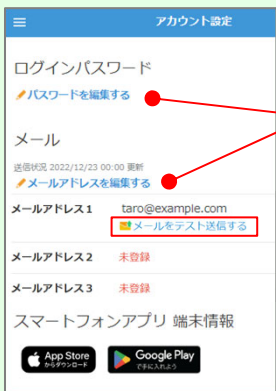 アカウント設定
ログインパスワード
パスワードを編集する
メール
送信状況 2022/12/23 00:00 更新
メールアドレスを編集する
メールアドレス1 taro@example.com
メールをテスト送信する
メールアドレス2 未登録
メールアドレス3 未登録
スマートフォンアプリ 端末情報
App Store
からダウンロード
Google Play
で手に入れよう